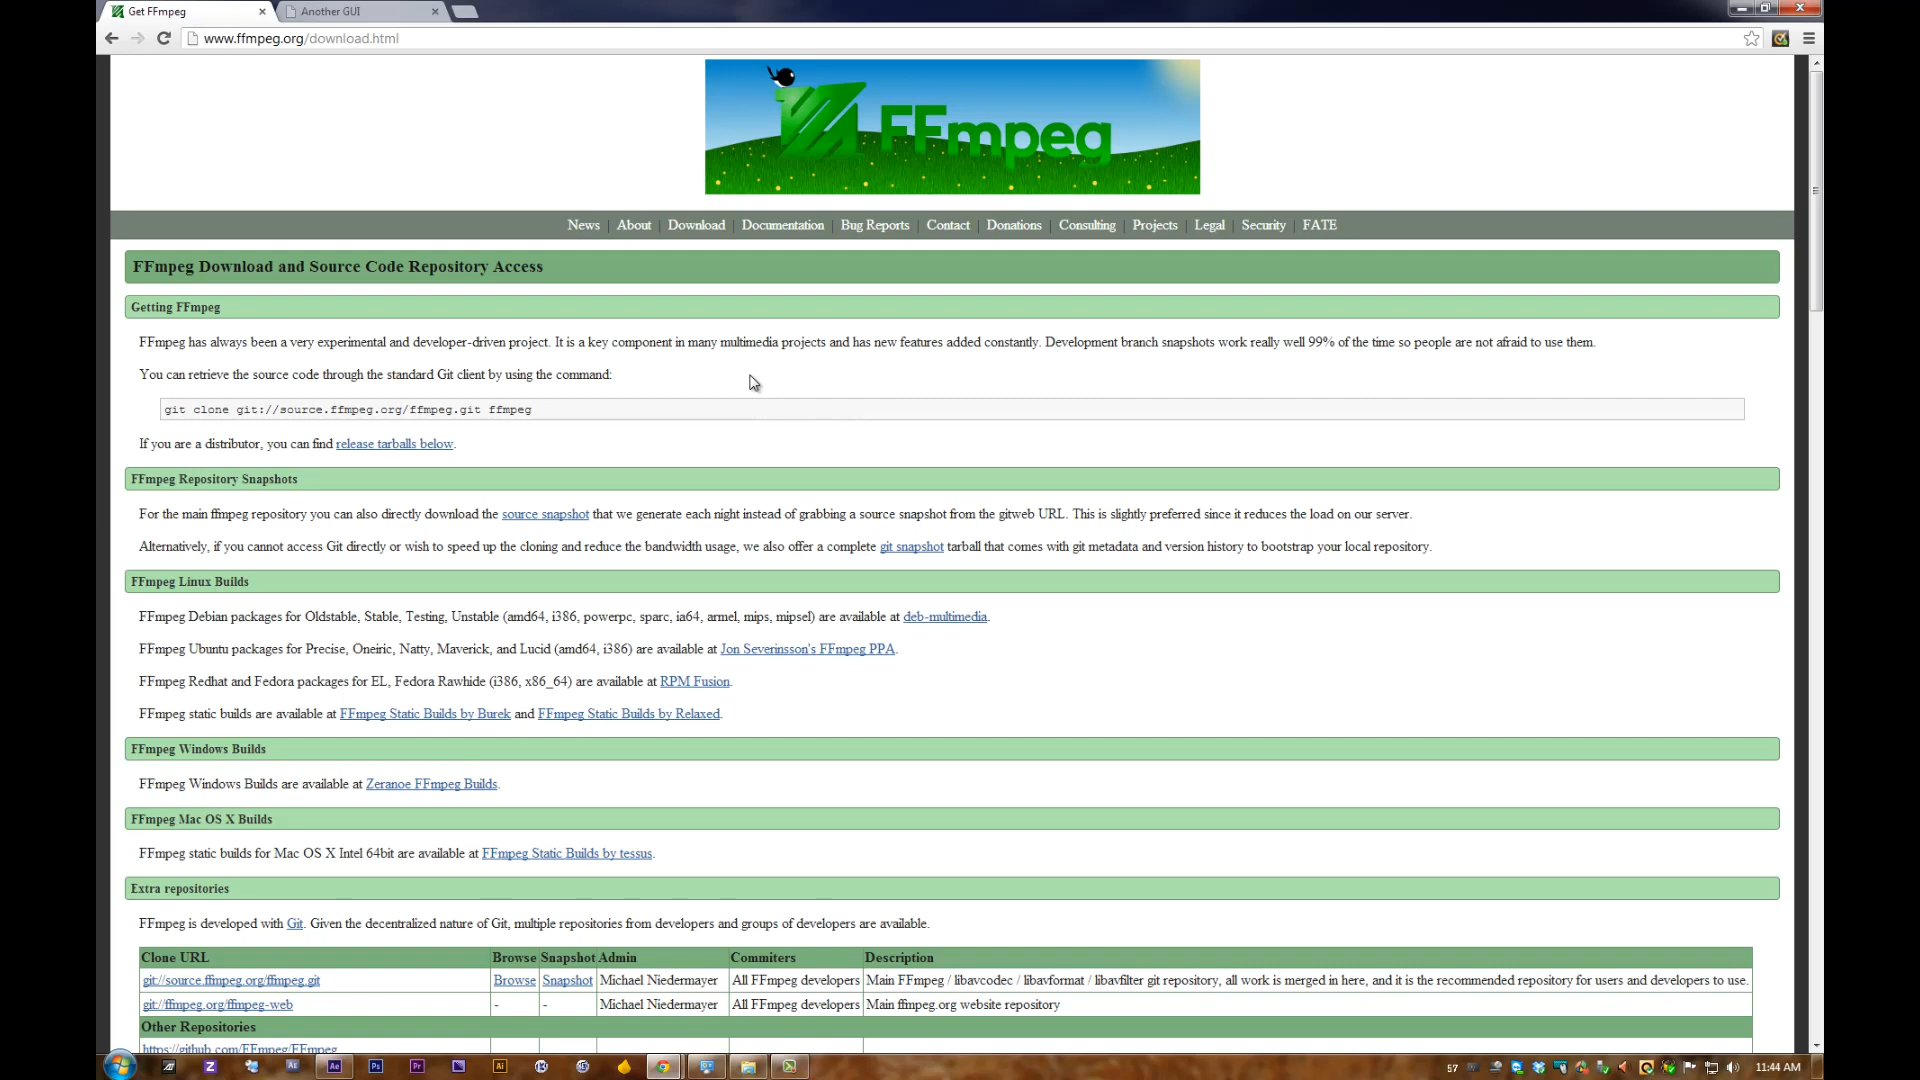 Get FFmpeg
Another GUI
www.ffmpeg.org/download.html
FFmpeg
News | About | Download | Documentation | Bug Reports | Contact | Donations | Consulting | Projects | Legal | Security | FATE
FFmpeg Download and Source Code Repository Access
Getting FFmpeg
FFmpeg has always been a very experimental and developer-driven project. It is a key component in many multimedia projects and has new features added constantly. Development branch snapshots work really well 99% of the time so people are not afraid to use them.
You can retrieve the source code through the standard Git client by using the command:
git clone git://source.ffmpeg.org/ffmpeg.git ffmpeg
If you are a distributor, you can find release tarballs below.
FFmpeg Repository Snapshots
For the main ffmpeg repository you can also directly download the source snapshot that we generate each night instead of grabbing a source snapshot from the gitweb URL. This is slightly preferred since it reduces the load on our server.
Alternatively, if you cannot access Git directly or wish to speed up the cloning and reduce the bandwidth usage, we also offer a complete git snapshot tarball that comes with git metadata and version history to bootstrap your local repository.
FFmpeg Linux Builds
FFmpeg Debian packages for Oldstable, Stable, Testing, Unstable (amd64, i386, powerpc, sparc, ia64, armel, mips, mipsel) are available at deb-multimedia.
FFmpeg Ubuntu packages for Precise, Oneiric, Natty, Maverick, and Lucid (amd64, i386) are available at Jon Severinsson's FFmpeg PPA.
FFmpeg Redhat and Fedora packages for EL, Fedora Rawhide (i386, x86_64) are available at RPM Fusion.
FFmpeg static builds are available at FFmpeg Static Builds by Burek and FFmpeg Static Builds by Relaxed.
FFmpeg Windows Builds
FFmpeg Windows Builds are available at Zeranoe FFmpeg Builds.
FFmpeg Mac OS X Builds
FFmpeg static builds for Mac OS X Intel 64bit are available at FFmpeg Static Builds by tessus.
Extra repositories
FFmpeg is developed with Git. Given the decentralized nature of Git, multiple repositories from developers and groups of developers are available.
Clone URL Browse Snapshot Admin Commiters Description
git://source.ffmpeg.org/ffmpeg.git Browse Snapshot Michael Niedermayer All FFmpeg developers Main FFmpeg / libavcodec / libavformat / libavfilter git repository, all work is merged in here, and it is the recommended repository for users and developers to use.
git://ffmpeg.org/ffmpeg-web - - Michael Niedermayer All FFmpeg developers Main ffmpeg.org website repository
Other Repositories
https://github.com/FFmpeg/FFmpeg
Z Ae Ps Pr Ai 57 11:44 AM